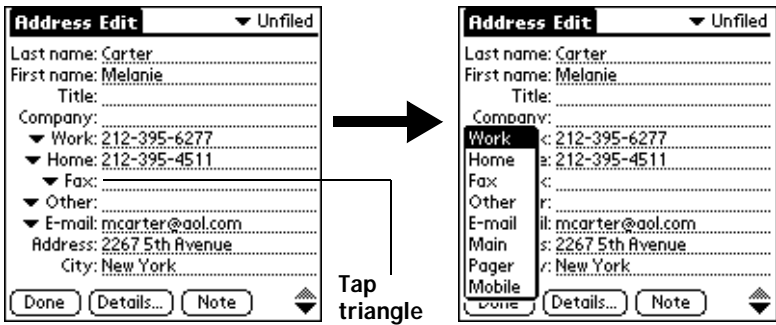 Address Edit ▼ Unfiled
Last name: Carter
First name: Melanie
Title:
Company:
▼ Work: 212-395-6277
▼ Home: 212-395-4511
▼ Fax:
▼ Other:
▼ E-mail: mcarter@aol.com
Address: 2267 5th Avenue
City: New York
Done Details... Note
Tap
triangle
Address Edit ▼ Unfiled
Last name: Carter
First name: Melanie
Title:
Company:
Work k: 212-395-6277
Home e: 212-395-4511
Fax x:
Other r:
E-mail il: mcarter@aol.com
Main s: 2267 5th Avenue
Pager y: New York
Mobile
Done Details... Note